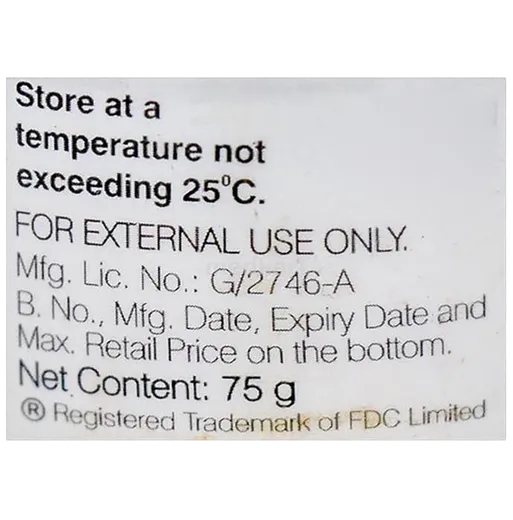 Store at a
temperature not
exceeding 25°C.
FOR EXTERNAL USE ONLY.
Mfg. Lic. No.: G/2746-A
B. No., Mfg. Date, Expiry Date and
Max. Retail Price on the bottom.
Net Content: 75 g
® Registered Trademark of FDC Limited